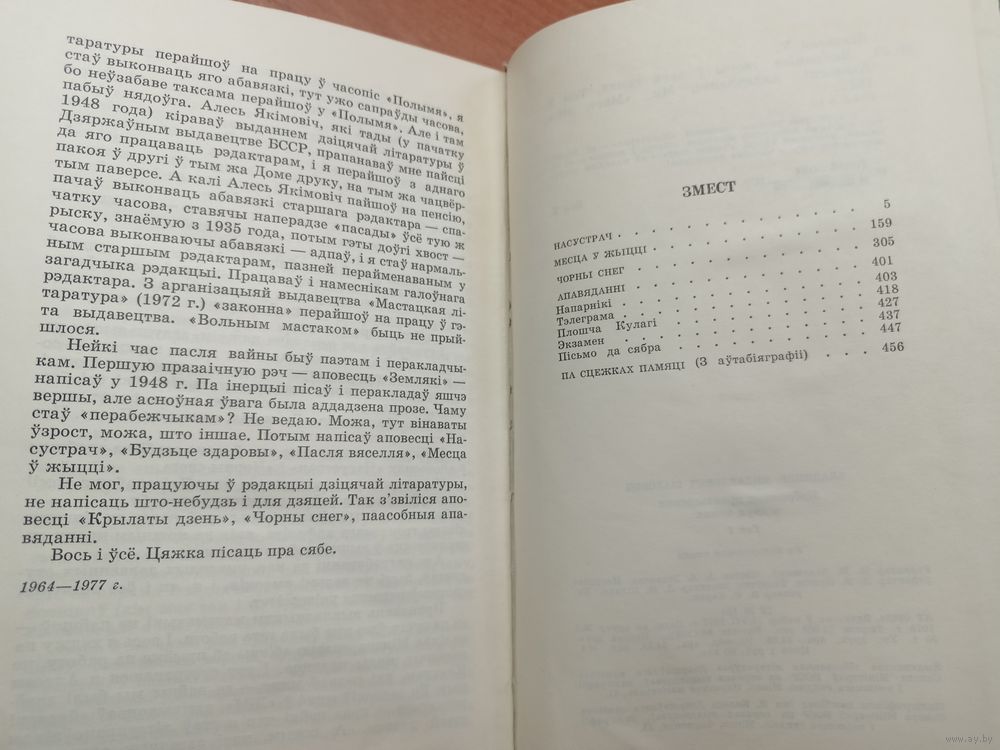 таратуры перайшоў на працу ў часопіс «Полымя», я
стаў выконваць яго абавязкі, тут ужо сапраўды часова,
бо неўзабаве таксама перайшоў у «Полымя». Але і там
пабыў нядоўга. Алесь Якімовіч, які тады (у пачатку
1948 года) кіраваў выданнем дзіцячай літаратуры ў
Дзяржаўным выдавецтве БССР, прапанаваў мне пайсці
да яго працаваць рэдактарам, і я перайшоў з аднаго
пакоя ў другі ў тым жа Доме друку, на тым жа чацвёр-
тым паверсе. А калі Алесь Якімовіч пайшоў на пенсію,
пачаў выконваць абавязкі старшага рэдактара — спа-
чатку часова, ставячы наперадзе «пасады» ўсё тую ж
рыску, знаёмую з 1935 года, потым гэты доўгі хвост —
часова выконваючы абавязкі — адпаў, і я стаў нармаль-
ным старшым рэдактарам, пазней перайменаваным у
загадчыка рэдакцыі. Працаваў і намеснікам галоўнага
рэдактара. З арганізацыяй выдавецтва «Мастацкая лі-
таратура» (1972 г.) «законна» перайшоў на працу ў гэ-
та выдавецтва. «Вольным мастаком» быць не прый-
шлося.
Нейкі час пасля вайны быў паэтам і перакладчы-
кам. Першую празаічную рэч — аповесць «Землякі» —
напісаў у 1948 г. Па інерцыі пісаў і перакладаў яшчэ
вершы, але асноўная ўвага была аддадзена прозе. Чаму
стаў «перабежчыкам»? Не ведаю. Можа, тут вінаваты
ўзрост, можа, што іншае. Потым напісаў аповесці «На-
сустрач», «Будзьце здаровы», «Пасля вяселля», «Месца
ў жыцці».
Не мог, працуючы ў рэдакцыі дзіцячай літаратуры,
не напісаць што-небудзь і для дзяцей. Так з'явіліся апо-
весці «Крылаты дзень», «Чорны снег», паасобныя апа-
вяданні.
Вось і ўсё. Цяжка пісаць пра сябе.
1964—1977 г.
ЗМЕСТ
НАСУСТРАЧ . . . . . . . . . . 5
МЕСЦА Ў ЖЫЦЦІ . . . . . . . . . 159
ЧОРНЫ СНЕГ . . . . . . . . . . 305
АПАВЯДАННІ . . . . . . . . . . 401
Напарнікі . . . . . . . . . . 403
Тэлеграма . . . . . . . . . . 418
Плошча Кулагі . . . . . . . . . 427
Экзамен . . . . . . . . . . 437
Пісьмо да сябра . . . . . . . . . 447
ПА СЦЕЖКАХ ПАМЯЦІ (З аўтабіяграфіі) . . . . 456
www.ay.by